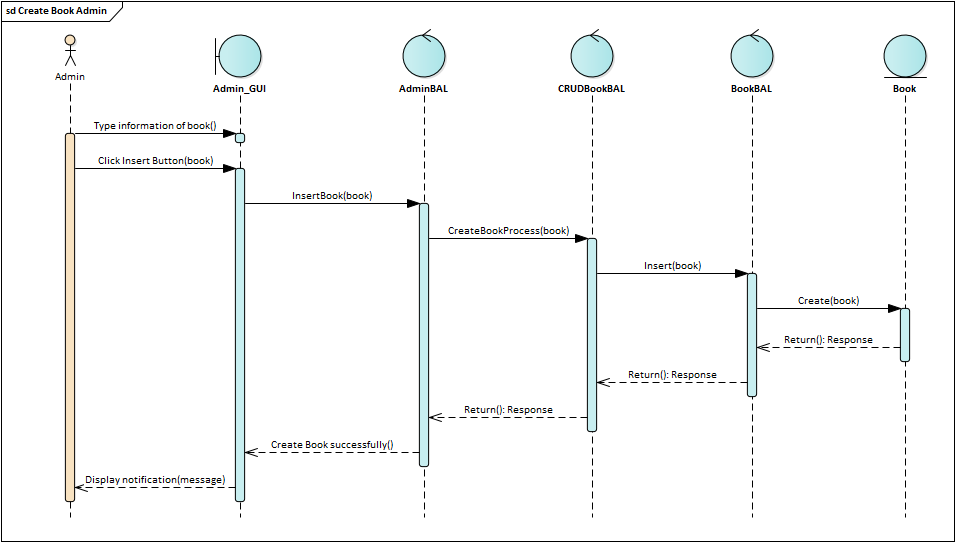 sd Create Book Admin
Admin
Admin_GUI
AdminBAL
CRUDBookBAL
BookBAL
Book
Type information of book()
Click Insert Button(book)
InsertBook(book)
CreateBookProcess(book)
Insert(book)
Create(book)
Return(): Response
Return(): Response
Return(): Response
Create Book successfully()
Display notification(message)